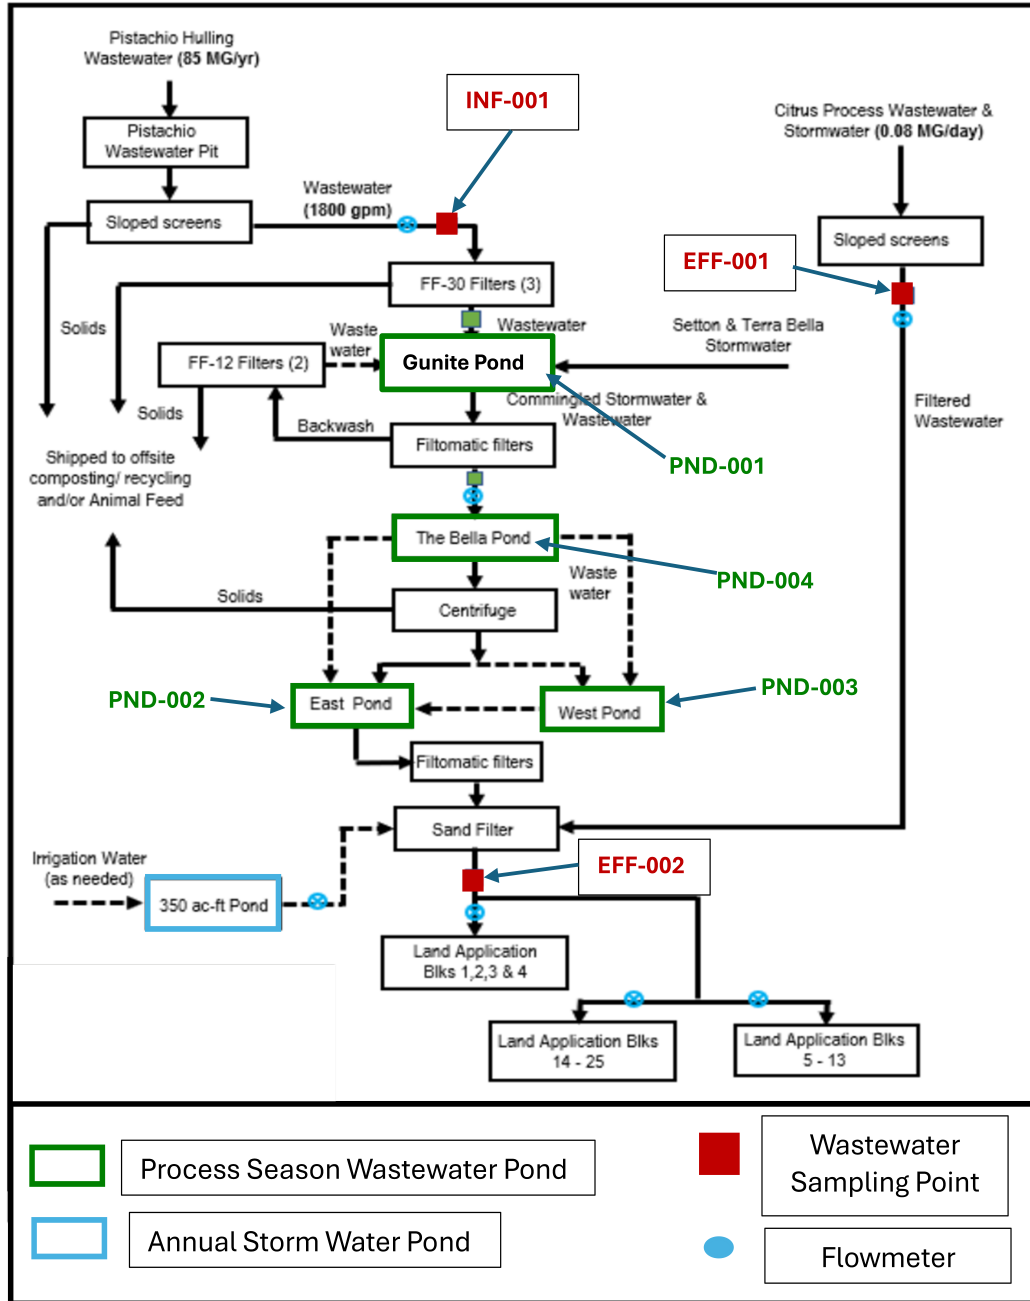 Pistachio Hulling
Wastewater (85 MG/yr)
INF-001
Citrus Process Wastewater &
Stormwater (0.08 MG/day)
Pistachio
Wastewater Pit
Wastewater
(1800 gpm)
Sloped screens
Sloped screens
EFF-001
FF-30 Filters (3)
Solids
Waste
water
Wastewater
Setton & Terra Bella
Stormwater
FF-12 Filters (2)
Gunite Pond
Solids
Commingled Stormwater &
Wastewater
Filtered
Wastewater
Backwash
Filtomatic filters
Shipped to offsite
composting/ recycling
and/or Animal Feed
PND-001
The Bella Pond
Waste
water
PND-004
Solids
Centrifuge
PND-002
East Pond
PND-003
West Pond
Filtomatic filters
Sand Filter
Irrigation Water
(as needed)
EFF-002
350 ac-ft Pond
Land Application
Blks 1,2,3 & 4
Land Application Blks
14 - 25
Land Application Blks
5 - 13
Process Season Wastewater Pond
Wastewater
Sampling Point
Annual Storm Water Pond
Flowmeter